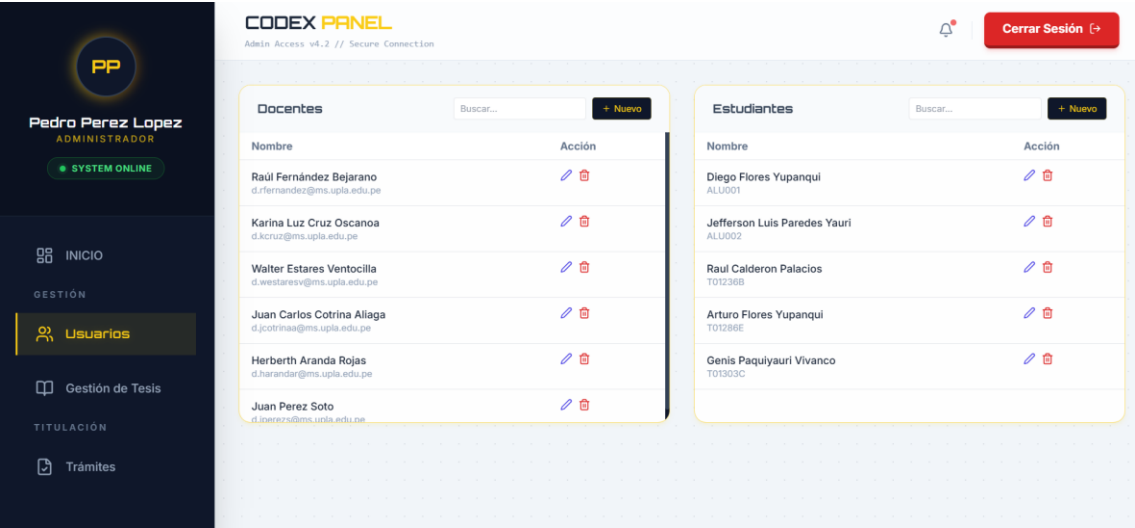 PP
Pedro Perez Lopez
ADMINISTRADOR
SYSTEM ONLINE
INICIO
GESTIÓN
Usuarios
Gestión de Tesis
TITULACIÓN
Trámites
CODEX PANEL
Admin Access v4.2 // Secure Connection
Cerrar Sesión
Docentes
Buscar...
+ Nuevo
Nombre Acción
Raúl Fernández Bejarano
d.rfernandez@ms.upla.edu.pe
Karina Luz Cruz Oscanoa
d.kcruz@ms.upla.edu.pe
Walter Estares Ventocilla
d.westaresv@ms.upla.edu.pe
Juan Carlos Cotrina Aliaga
d.jcotrinaa@ms.upla.edu.pe
Herberth Aranda Rojas
d.harandar@ms.upla.edu.pe
Juan Perez Soto
d.jperezs@ms.upla.edu.pe
Estudiantes
Buscar...
+ Nuevo
Nombre Acción
Diego Flores Yupanqui
ALU001
Jefferson Luis Paredes Yauri
ALU002
Raul Calderon Palacios
T01236B
Arturo Flores Yupanqui
T01286E
Genis Paquiyauri Vivanco
T01303C